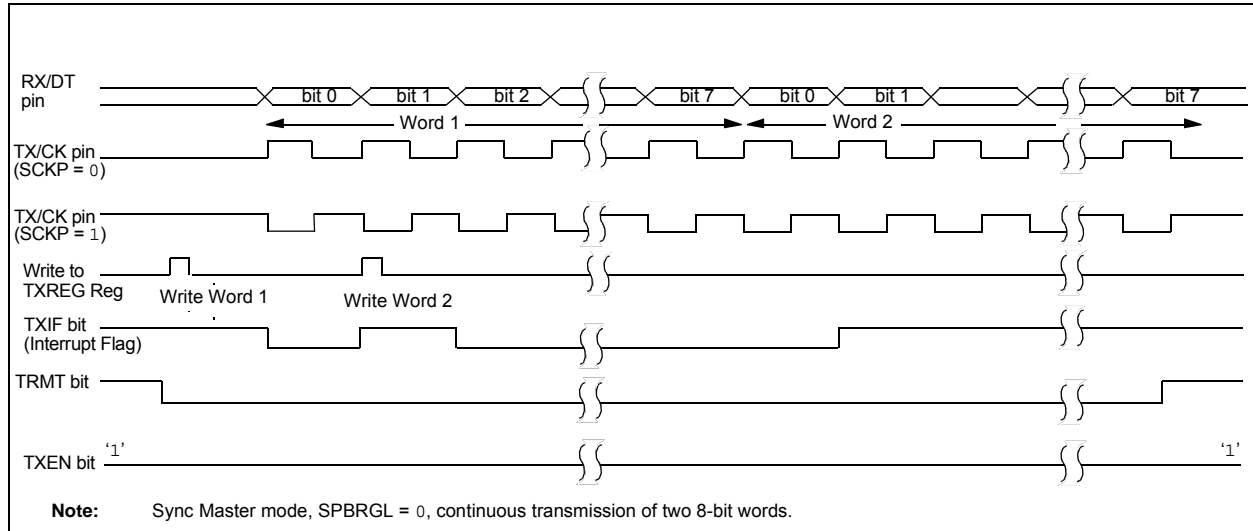 RX/DT
pin
bit 0 bit 1 bit 2 bit 7 bit 0 bit 1 bit 7
Word 1 Word 2
TX/CK pin
(SCKP = 0)
TX/CK pin
(SCKP = 1)
Write to
TXREG Reg
Write Word 1 Write Word 2
TXIF bit
(Interrupt Flag)
TRMT bit
TXEN bit ‘1’ ‘1’
Note: Sync Master mode, SPBRGL = 0, continuous transmission of two 8-bit words.